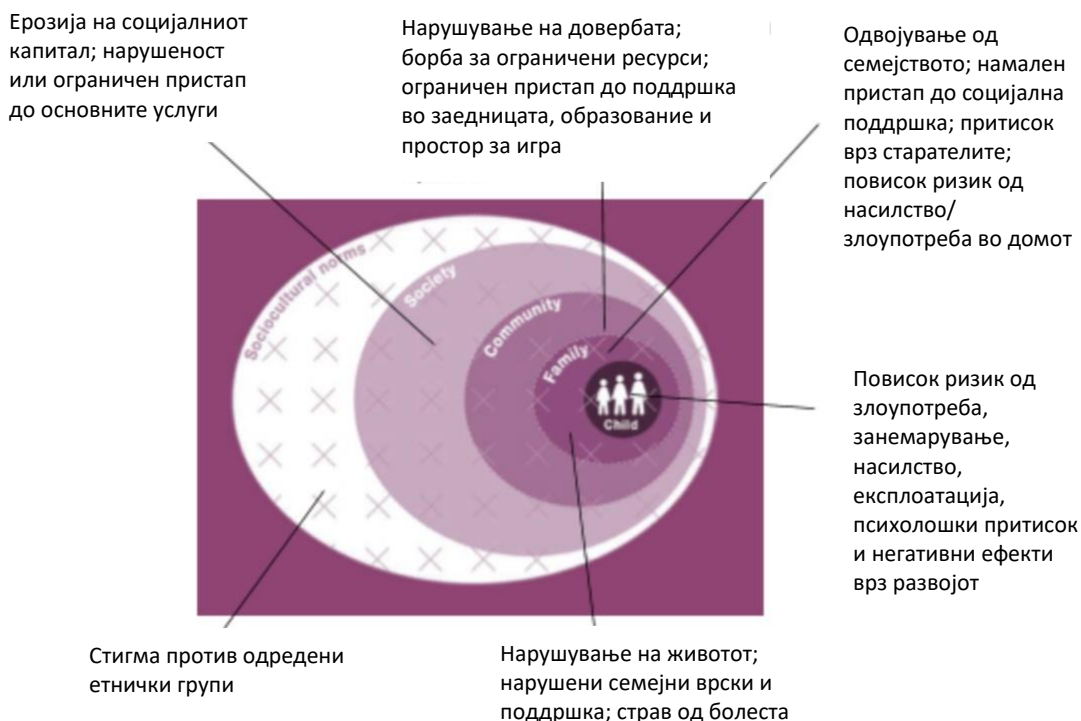 Ерозија на социјалниот
капитал; нарушеност
или ограничен пристап
до основните услуги
Нарушување на довербата;
борба за ограничени ресурси;
ограничен пристап до поддршка
во заедницата, образование и
простор за игра
Одвојување од
семејството; намален
пристап до социјална
поддршка; притисок
врз старателите;
повисок ризик од
насилство/
злоупотреба во домот
Sociocultural norms
Society
Community
Family
Child
Повисок ризик од
злоупотреба,
занемарување,
насилство,
експлоатација,
психолошки притисок
и негативни ефекти
врз развојот
Стигма против одредени
етнички групи
Нарушување на животот;
нарушени семејни врски и
поддршка; страв од болеста